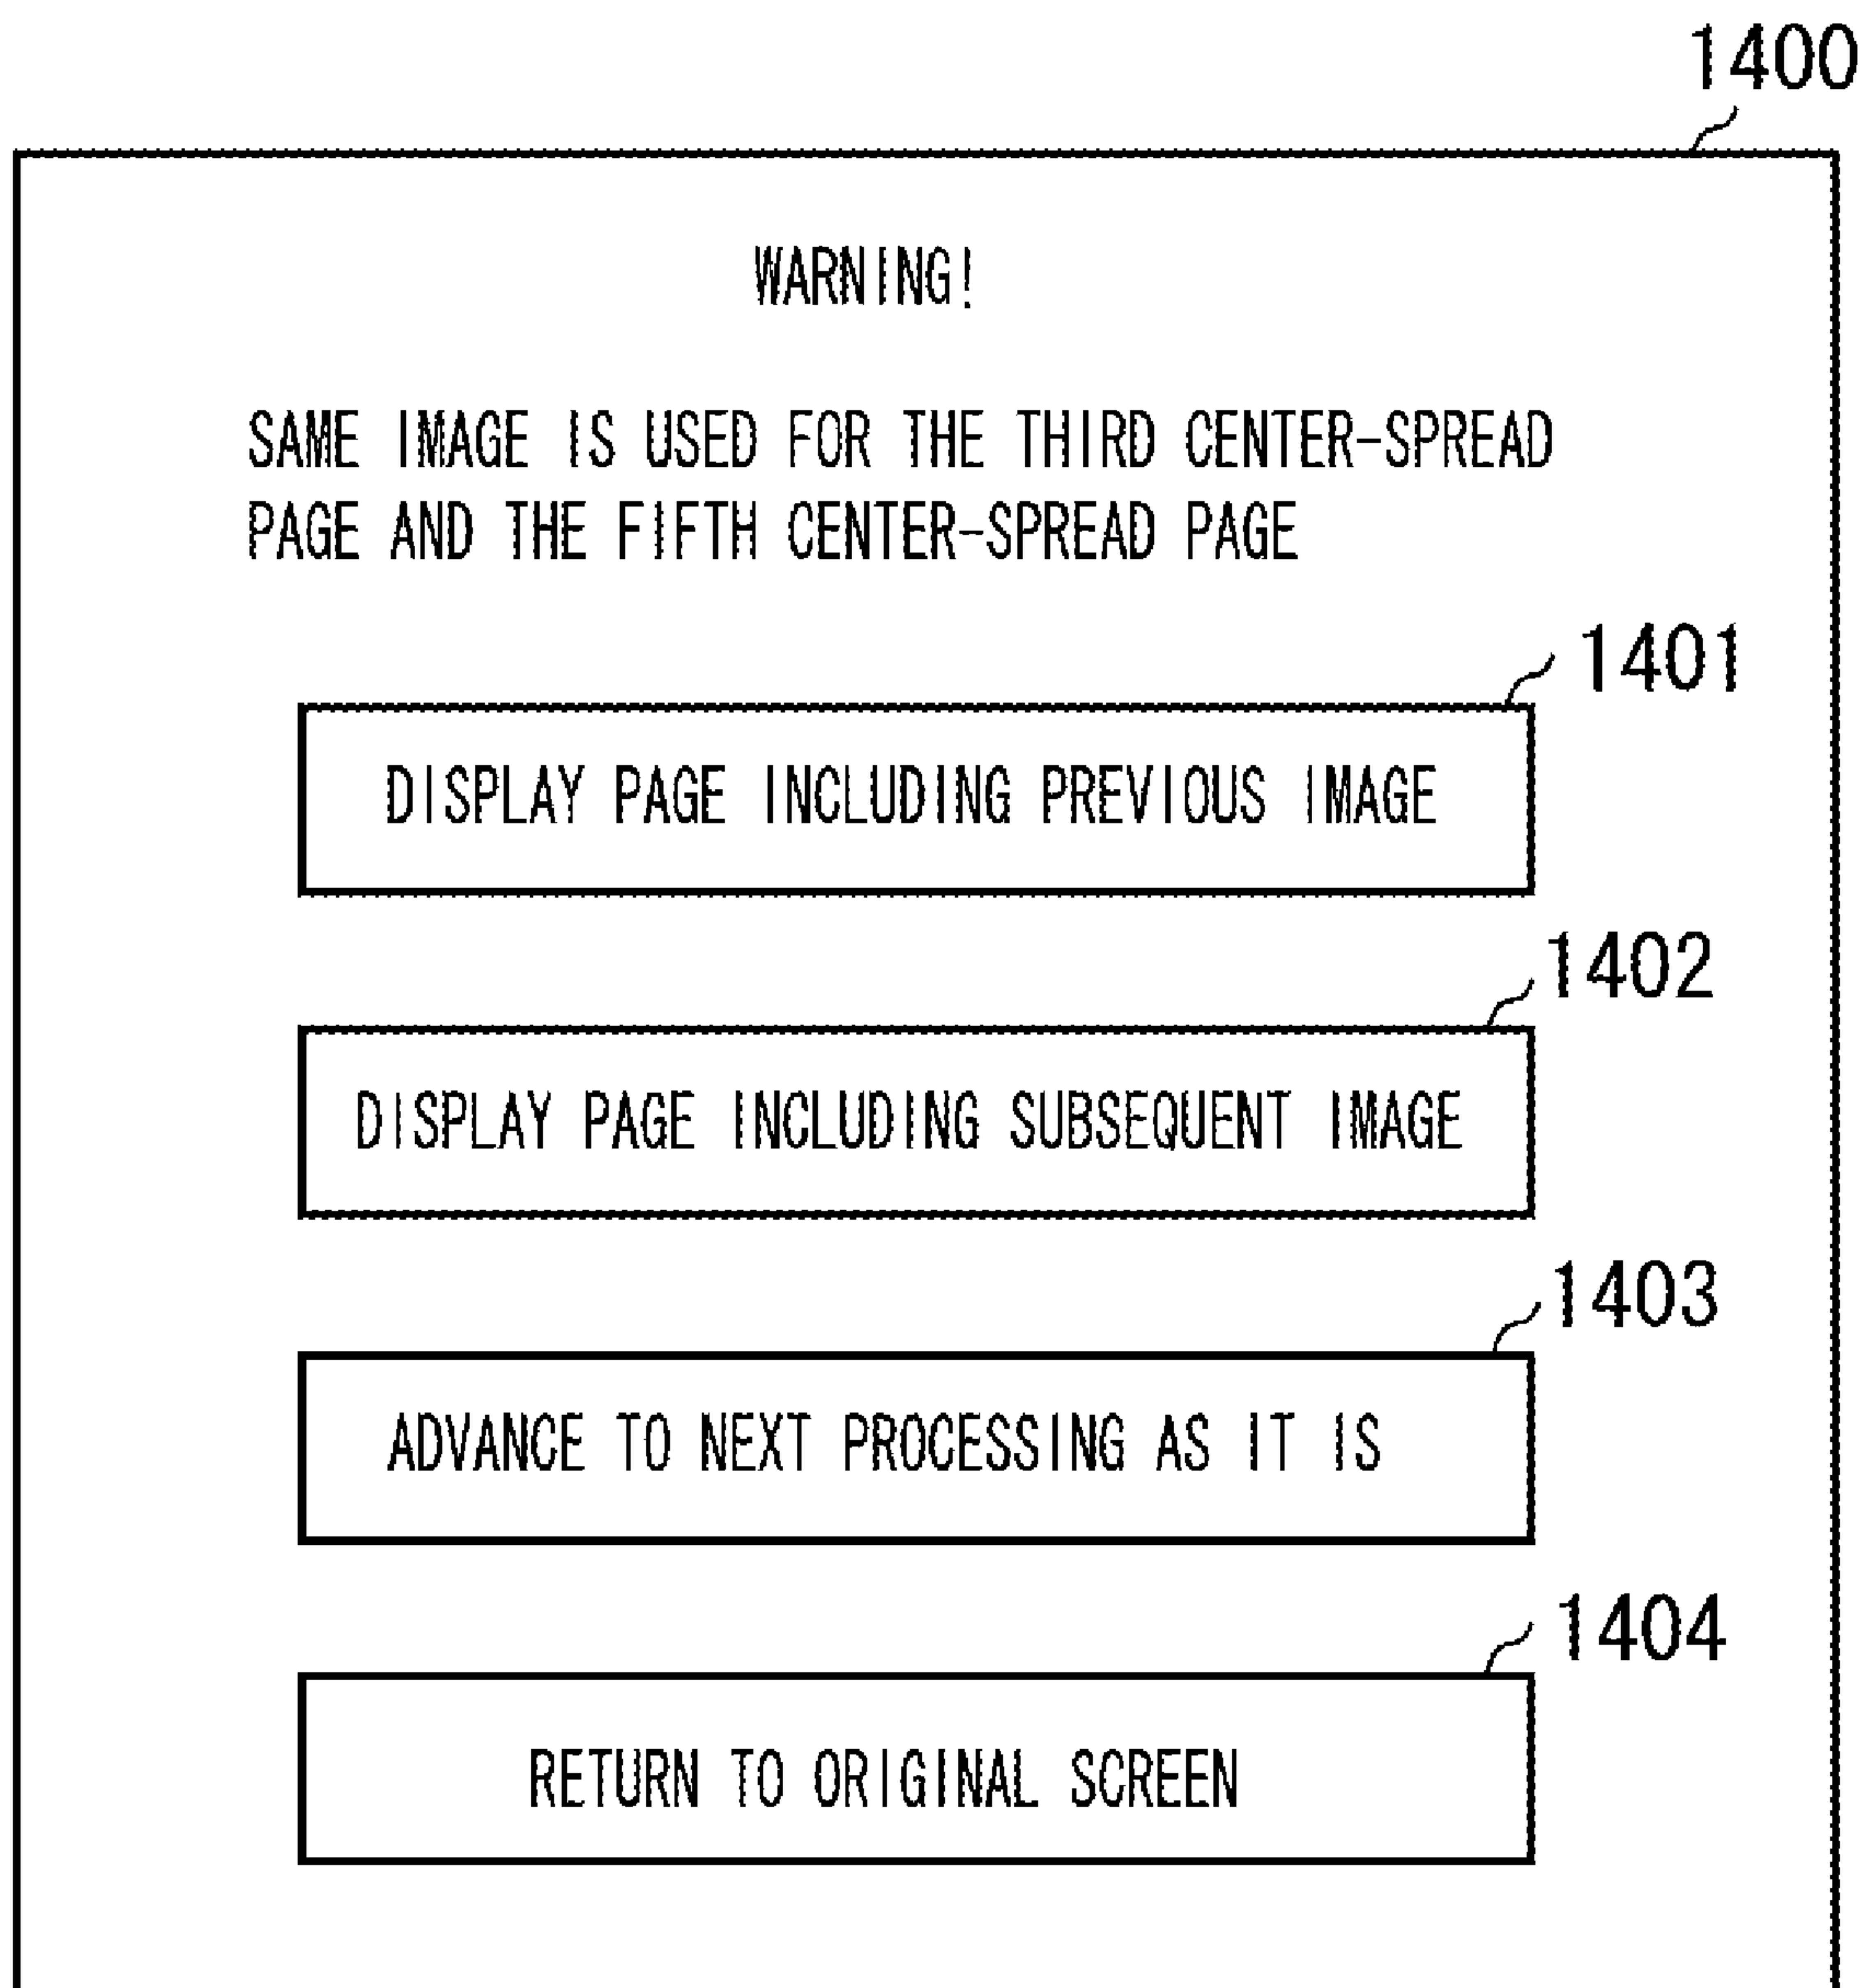 1400
WARNING!
SAME IMAGE IS USED FOR THE THIRD CENTER-SPREAD
PAGE AND THE FIFTH CENTER-SPREAD PAGE
1401
DISPLAY PAGE INCLUDING PREVIOUS IMAGE
1402
DISPLAY PAGE INCLUDING SUBSEQUENT IMAGE
1403
ADVANCE TO NEXT PROCESSING AS IT IS
1404
RETURN TO ORIGINAL SCREEN